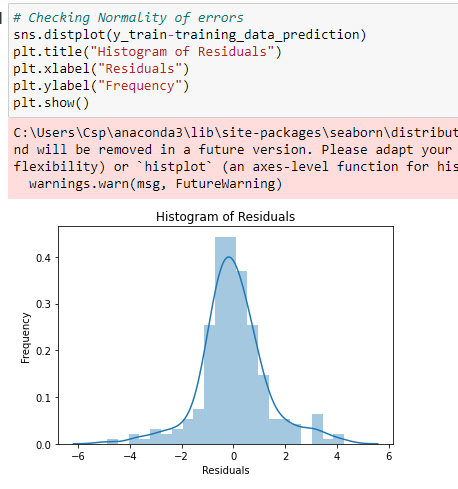 # Checking Normality of errors
sns.distplot(y_train-training_data_prediction)
plt.title("Histogram of Residuals")
plt.xlabel("Residuals")
plt.ylabel("Frequency")
plt.show()
C:\Users\Csp\anaconda3\lib\site-packages\seaborn\distribut
nd will be removed in a future version. Please adapt your
flexibility) or `histplot` (an axes-level function for his
warnings.warn(msg, FutureWarning)
Histogram of Residuals
Frequency
0.4
0.3
0.2
0.1
0.0
−6 −4 −2 0 2 4 6
Residuals